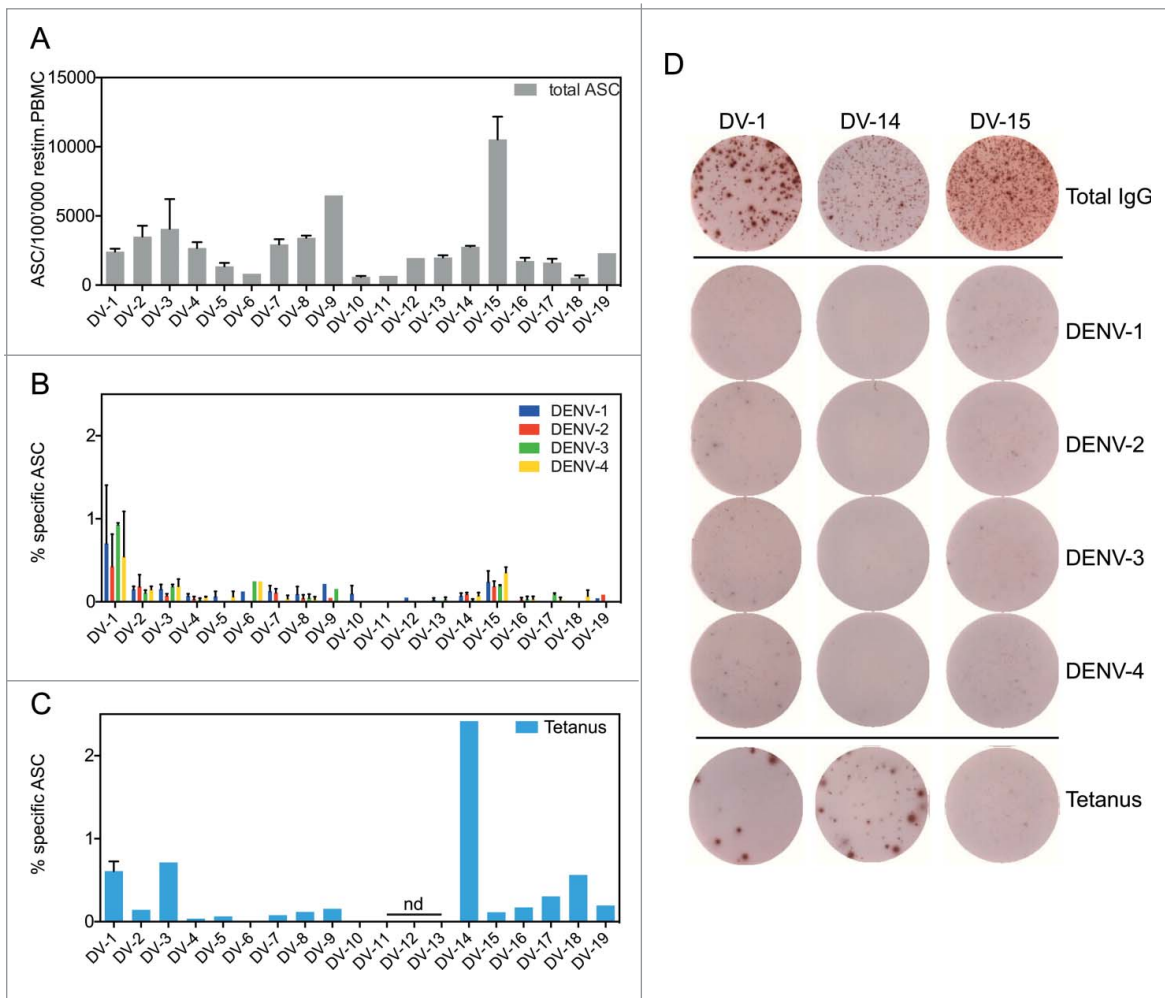 A
15000
10000
5000
0
ASC/100'000 restim.PBMC
total ASC
DV-1 DV-2 DV-3 DV-4 DV-5 DV-6 DV-7 DV-8 DV-9 DV-10 DV-11 DV-12 DV-13 DV-14 DV-15 DV-16 DV-17 DV-18 DV-19
B
2
1
0
% specific ASC
DENV-1
DENV-2
DENV-3
DENV-4
DV-1 DV-2 DV-3 DV-4 DV-5 DV-6 DV-7 DV-8 DV-9 DV-10 DV-11 DV-12 DV-13 DV-14 DV-15 DV-16 DV-17 DV-18 DV-19
C
2
1
0
% specific ASC
Tetanus
nd
DV-1 DV-2 DV-3 DV-4 DV-5 DV-6 DV-7 DV-8 DV-9 DV-10 DV-11 DV-12 DV-13 DV-14 DV-15 DV-16 DV-17 DV-18 DV-19
D
DV-1 DV-14 DV-15
Total IgG
DENV-1
DENV-2
DENV-3
DENV-4
Tetanus